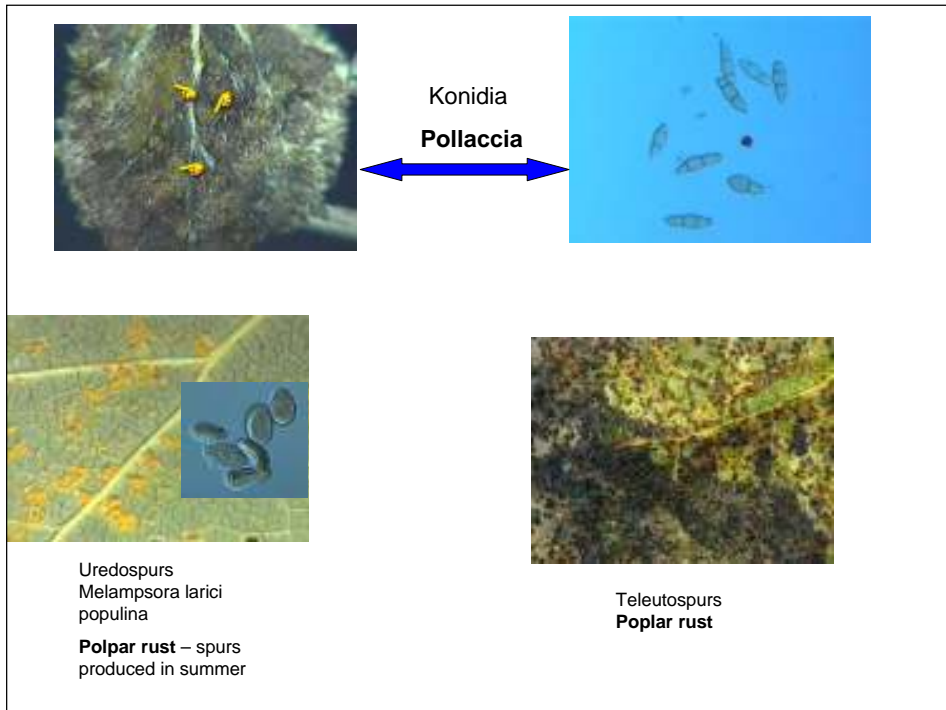 Konidia
Pollaccia
Uredospurs
Melampsora larici
populina
Polpar rust – spurs
produced in summer
Teleutospurs
Poplar rust